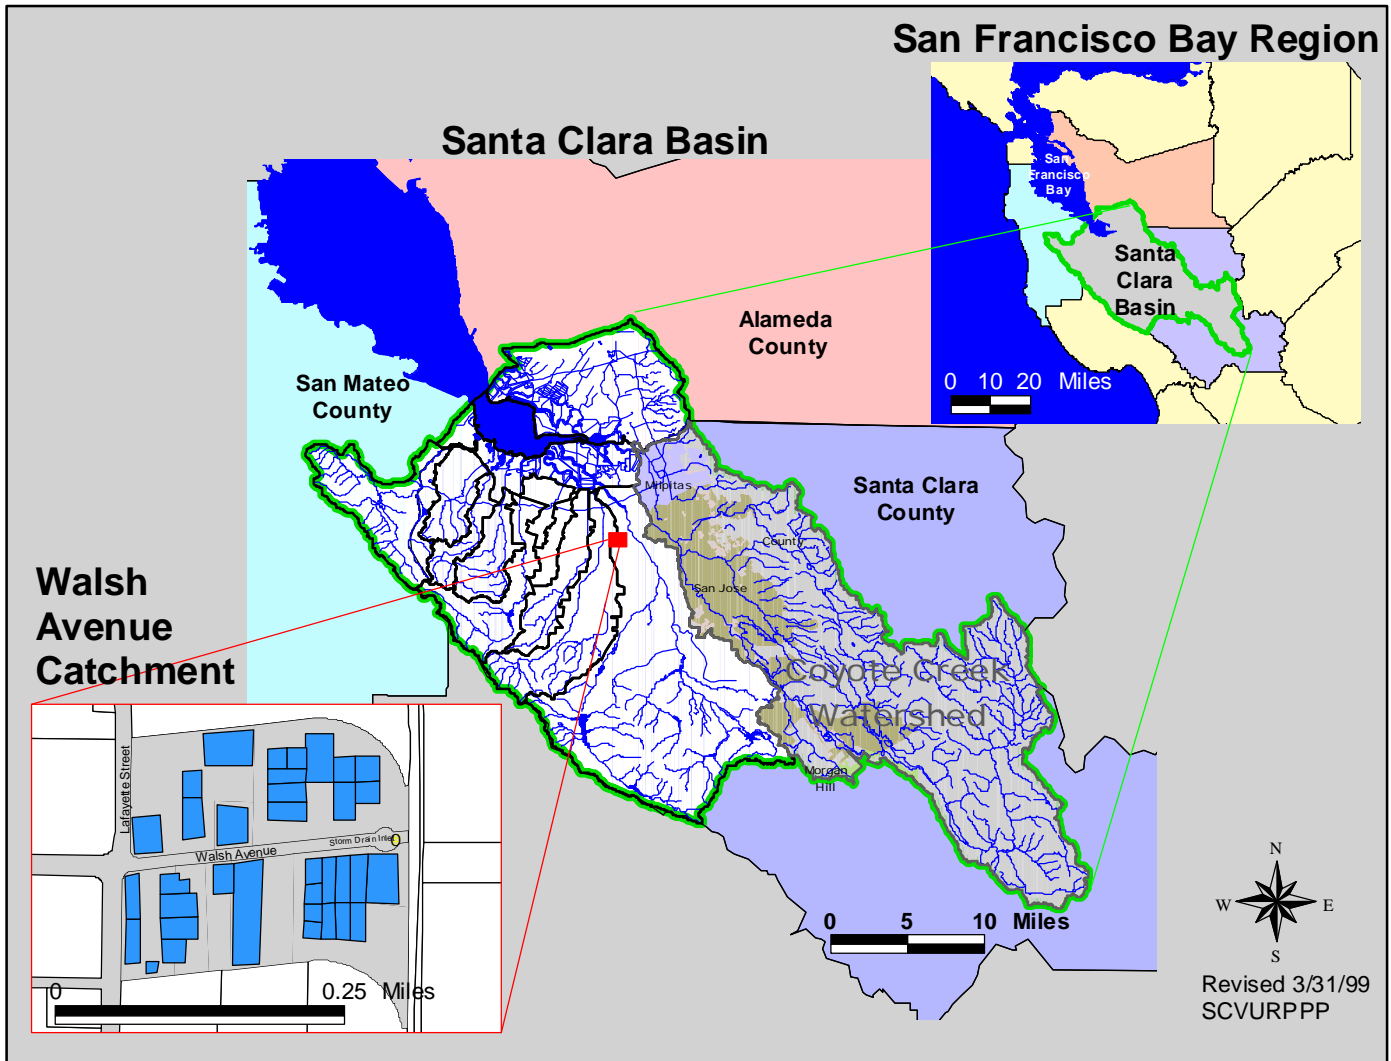 San Francisco Bay Region
Santa Clara Basin
San
Francisco
Bay
Santa
Clara
Basin
0 10 20 Miles
Alameda
County
San Mateo
County
Santa Clara
County
Milpitas
County
San Jose
Coyote Creek
Watershed
Morgan
Hill
Walsh
Avenue
Catchment
Lafayette Street
Walsh Avenue
Storm Drain Inlet
0 0.25 Miles
0 5 10 Miles
N
W E
S
Revised 3/31/99
SCVURPPP